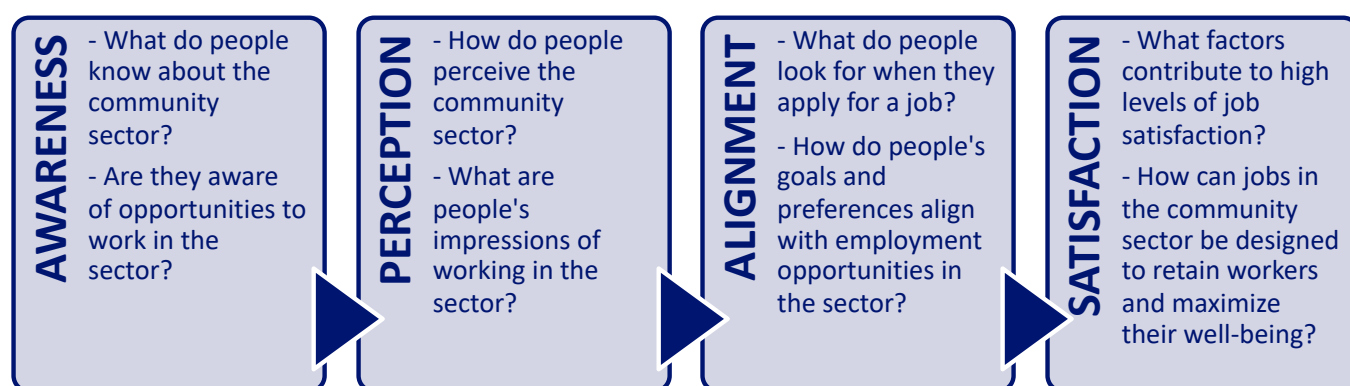 AWARENESS
- What do people
know about the
community
sector?
- Are they aware
of opportunities to
work in the
sector?
PERCEPTION
- How do people
perceive the
community
sector?
- What are
people's
impressions of
working in the
sector?
ALIGNMENT
- What do people
look for when they
apply for a job?
- How do people's
goals and
preferences align
with employment
opportunities in
the sector?
SATISFACTION
- What factors
contribute to high
levels of job
satisfaction?
- How can jobs in
the community
sector be designed
to retain workers
and maximize
their well-being?